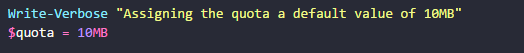 Write-Verbose "Assigning the quota a default value of 10MB"
$quota = 10MB